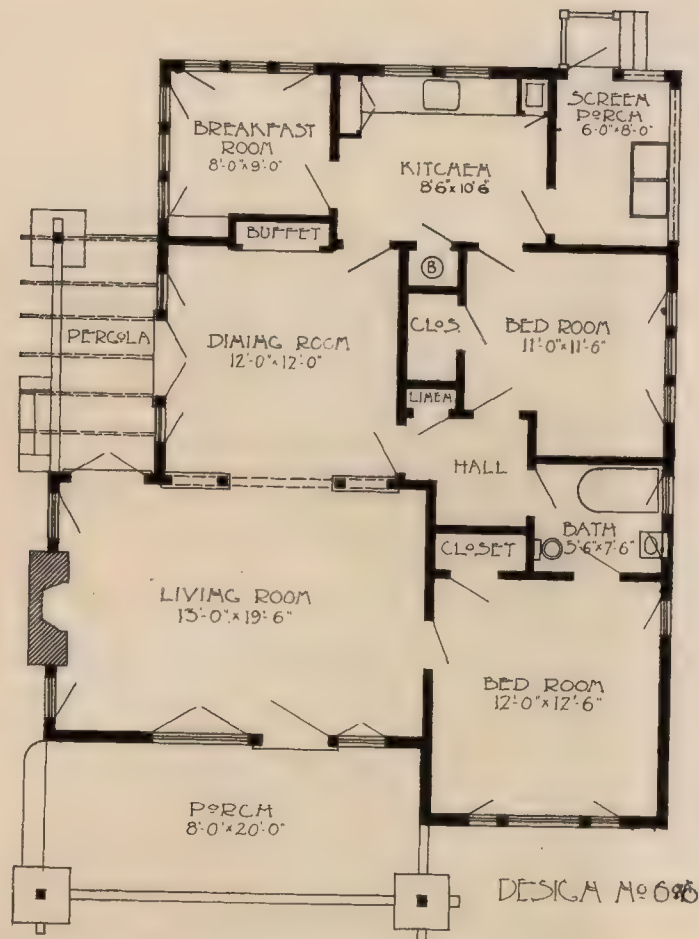 SCREEN
PORCH
6'-0"x8'-0"
BREAKFAST
ROOM
8'-0"x9'-0"
KITCHEN
8'6"x10'6"
BUFFET
B
PERGOLA
DINING ROOM
12'-0"x12'-0"
CLOS.
BED ROOM
11'-0"x11'-6"
LINEN
HALL
BATH
5'-6"x7'-6"
CLOSET
LIVING ROOM
13'-0"x19'-6"
BED ROOM
12'-0"x12'-6"
PORCH
8'-0"x20'-0"
DESIGN No